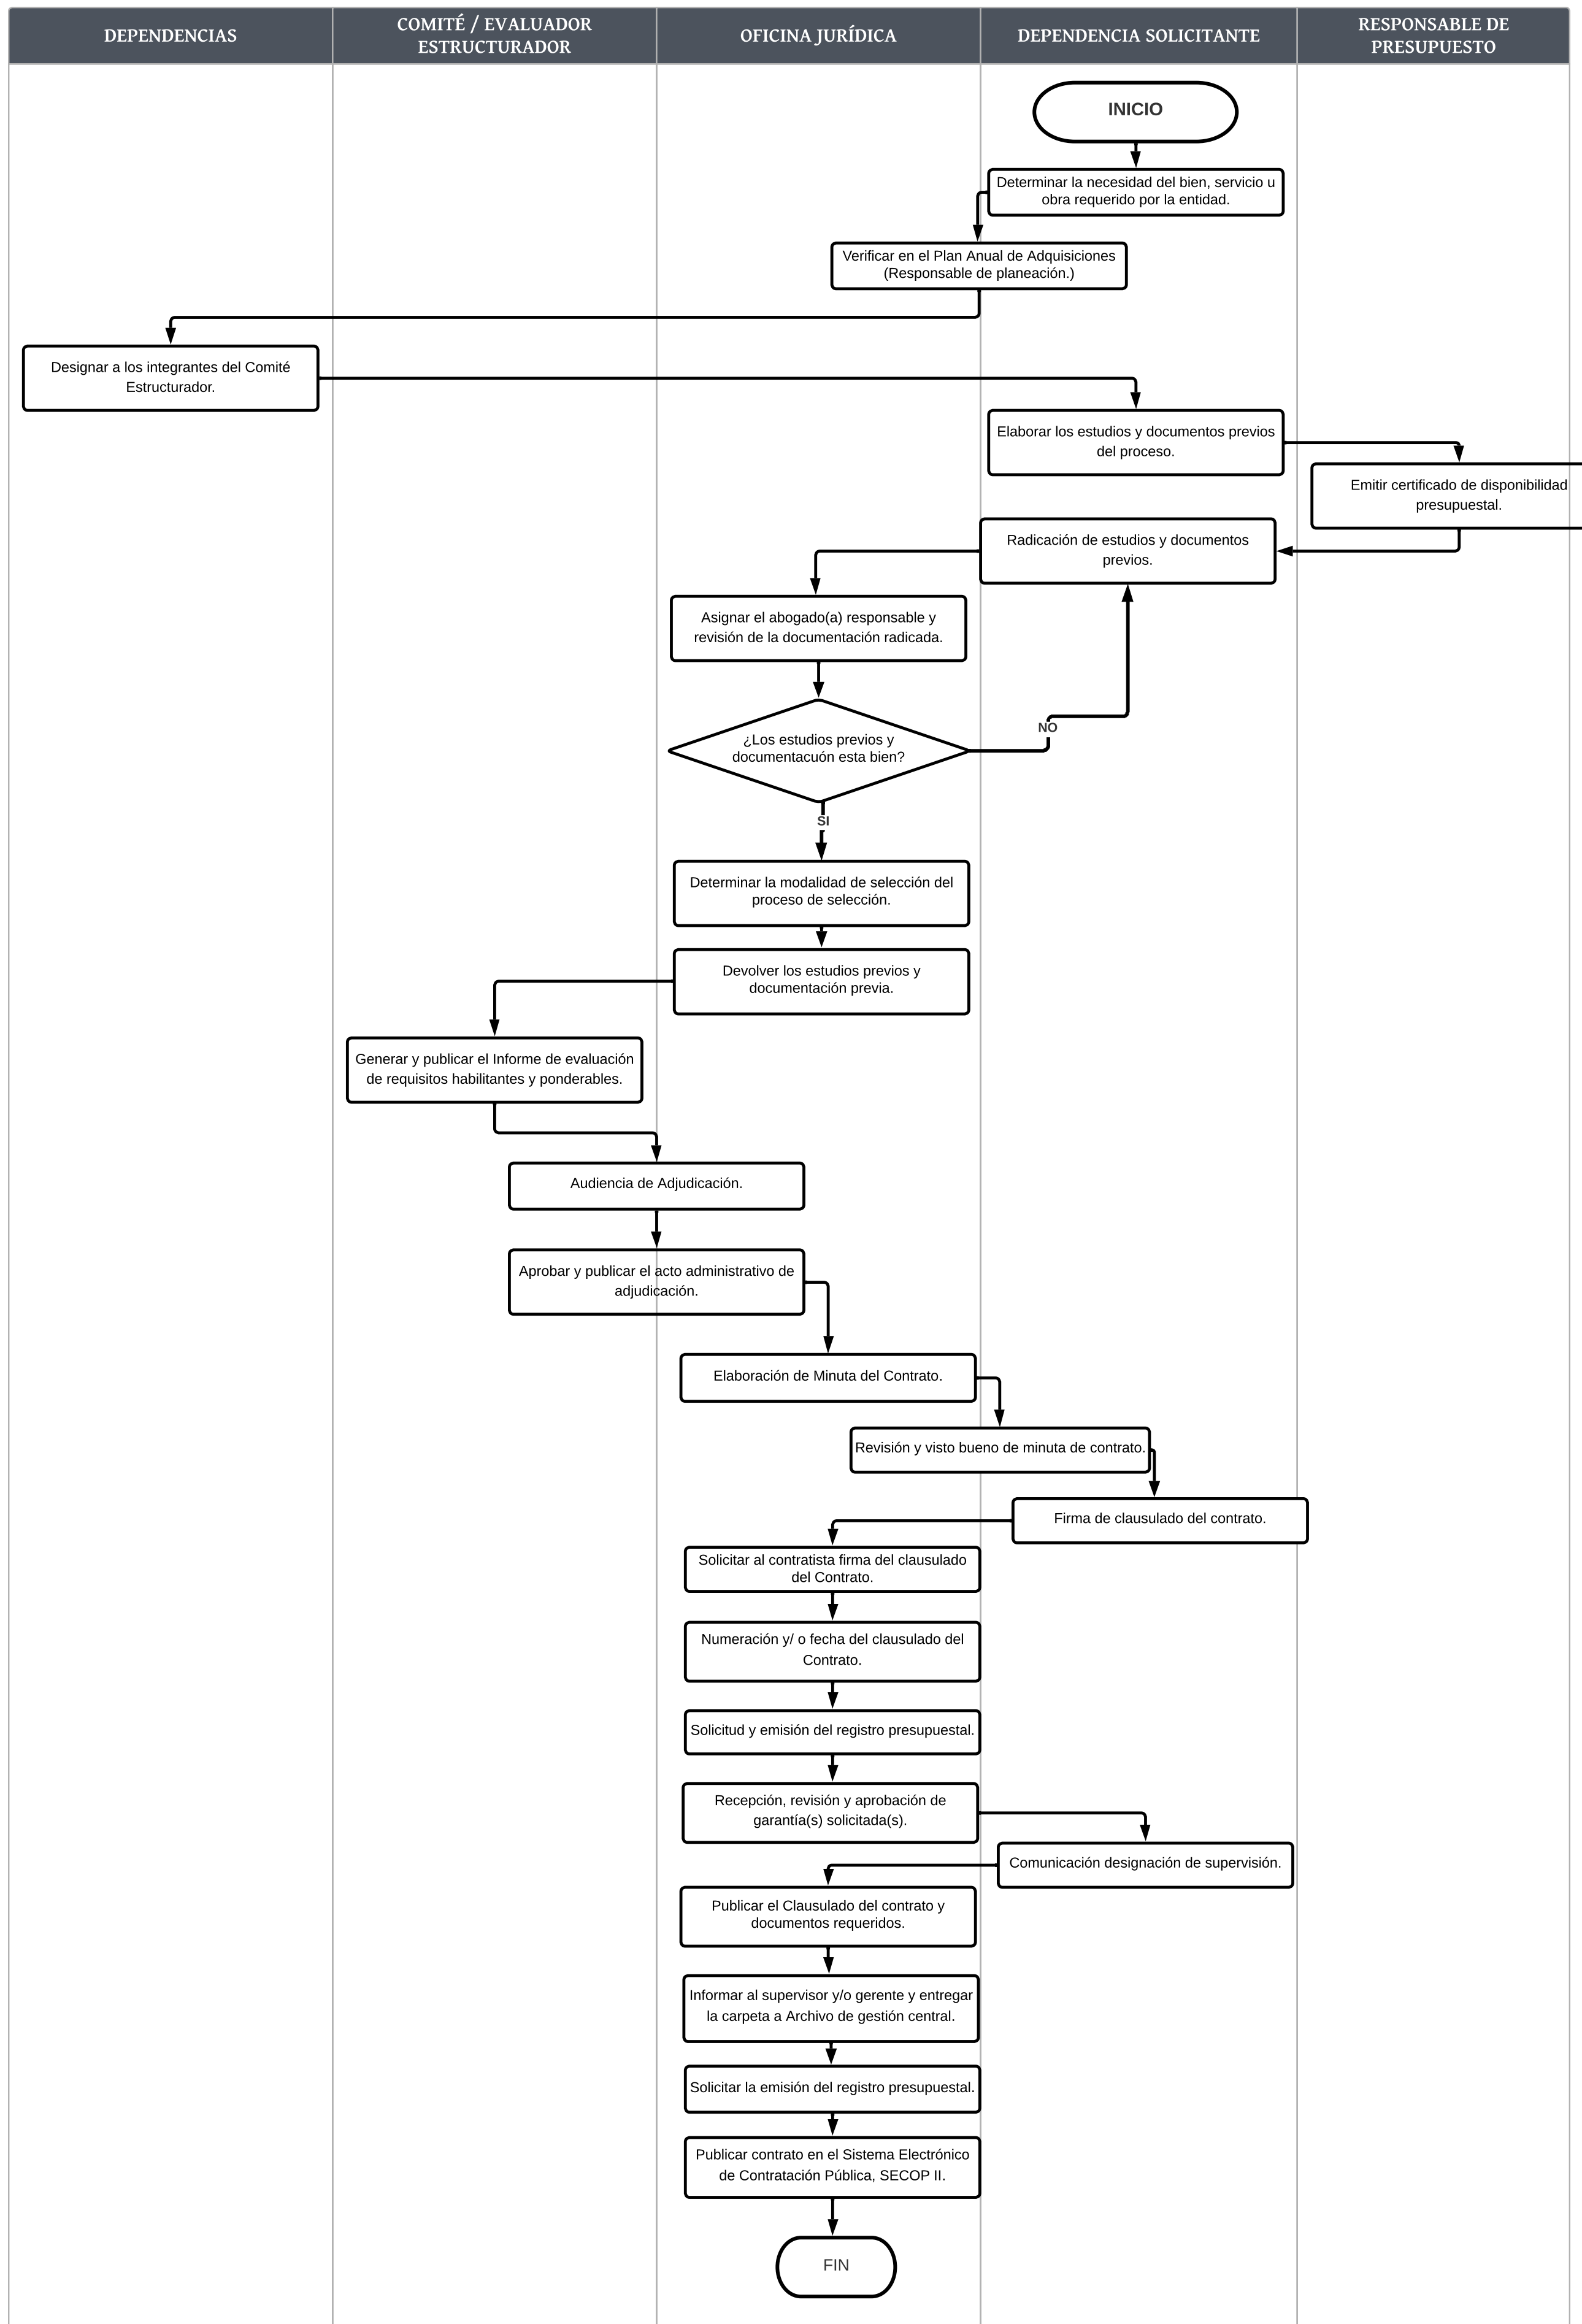 DEPENDENCIAS
COMITÉ / EVALUADOR
ESTRUCTURADOR
OFICINA JURÍDICA
DEPENDENCIA SOLICITANTE
RESPONSABLE DE
PRESUPUESTO
INICIO
Determinar la necesidad del bien, servicio u
obra requerido por la entidad.
Verificar en el Plan Anual de Adquisiciones
(Responsable de planeación.)
Designar a los integrantes del Comité
Estructurador.
Elaborar los estudios y documentos previos
del proceso.
Emitir certificado de disponibilidad
presupuestal.
Radicación de estudios y documentos
previos.
Asignar el abogado(a) responsable y
revisión de la documentación radicada.
¿Los estudios previos y
documentacuón esta bien?
NO
SI
Determinar la modalidad de selección del
proceso de selección.
Devolver los estudios previos y
documentación previa.
Generar y publicar el Informe de evaluación
de requisitos habilitantes y ponderables.
Audiencia de Adjudicación.
Aprobar y publicar el acto administrativo de
adjudicación.
Elaboración de Minuta del Contrato.
Revisión y visto bueno de minuta de contrato.
Firma de clausulado del contrato.
Solicitar al contratista firma del clausulado
del Contrato.
Numeración y/ o fecha del clausulado del
Contrato.
Solicitud y emisión del registro presupuestal.
Recepción, revisión y aprobación de
garantía(s) solicitada(s).
Comunicación designación de supervisión.
Publicar el Clausulado del contrato y
documentos requeridos.
Informar al supervisor y/o gerente y entregar
la carpeta a Archivo de gestión central.
Solicitar la emisión del registro presupuestal.
Publicar contrato en el Sistema Electrónico
de Contratación Pública, SECOP II.
FIN